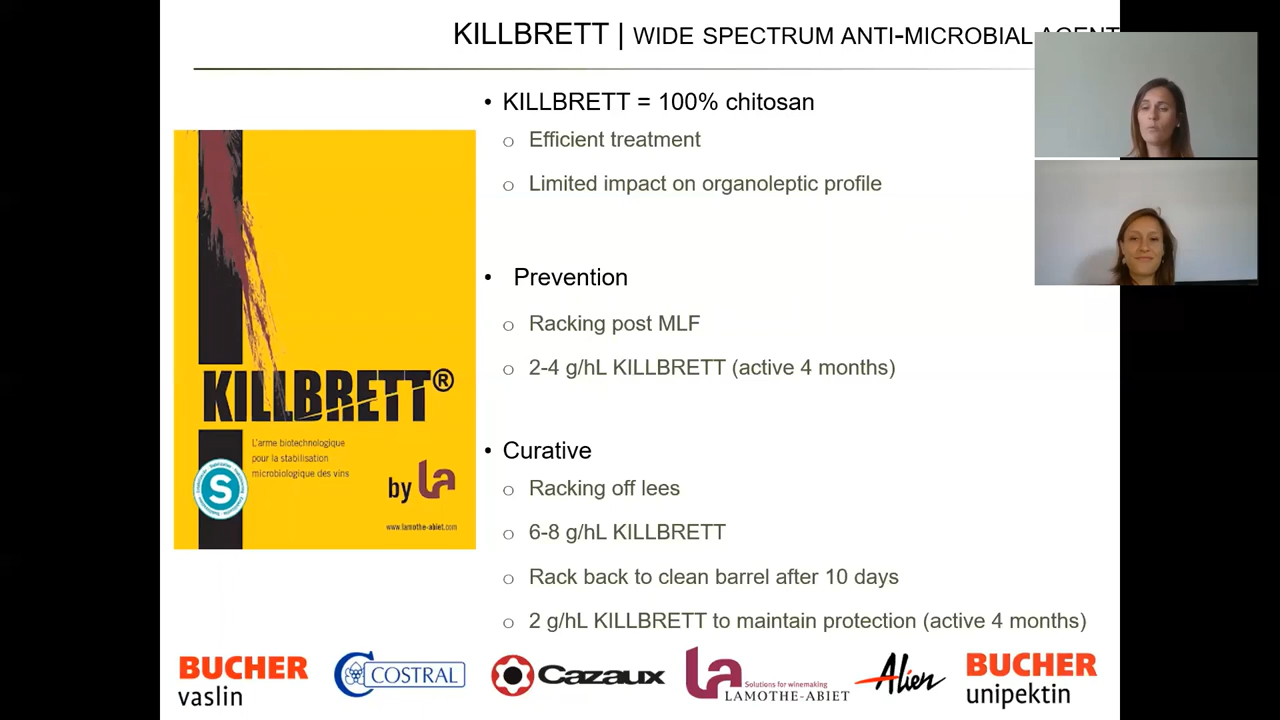 KILLBRETT | WIDE SPECTRUM ANTI-MICROBIAL AGENT
• KILLBRETT = 100% chitosan
o Efficient treatment
o Limited impact on organoleptic profile
• Prevention
o Racking post MLF
o 2-4 g/hL KILLBRETT (active 4 months)
• Curative
o Racking off lees
o 6-8 g/hL KILLBRETT
o Rack back to clean barrel after 10 days
o 2 g/hL KILLBRETT to maintain protection (active 4 months)
KILLBRETT®
L'arme biotechnologique
pour la stabilisation
microbiologique des vins
S
by La
www.lamothe-abiet.com
BUCHER
vaslin
COSTRAL
Cazaux
La
Solutions for winemaking
LAMOTHE-ABIET
Alien
BUCHER
unipektin